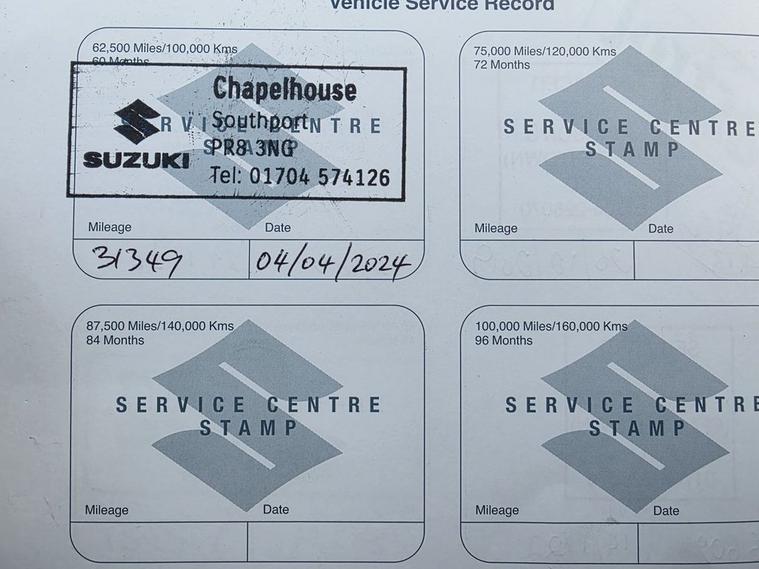 Vehicle Service Record
62,500 Miles/100,000 Kms
60 Months
SERVICE CENTRE
STAMP
Chapelhouse
Southport
PR8 3NG
Tel: 01704 574126
SUZUKI
Mileage Date
31349 04/04/2024
75,000 Miles/120,000 Kms
72 Months
SERVICE CENTRE
STAMP
Mileage Date
87,500 Miles/140,000 Kms
84 Months
SERVICE CENTRE
STAMP
Mileage Date
100,000 Miles/160,000 Kms
96 Months
SERVICE CENTRE
STAMP
Mileage Date